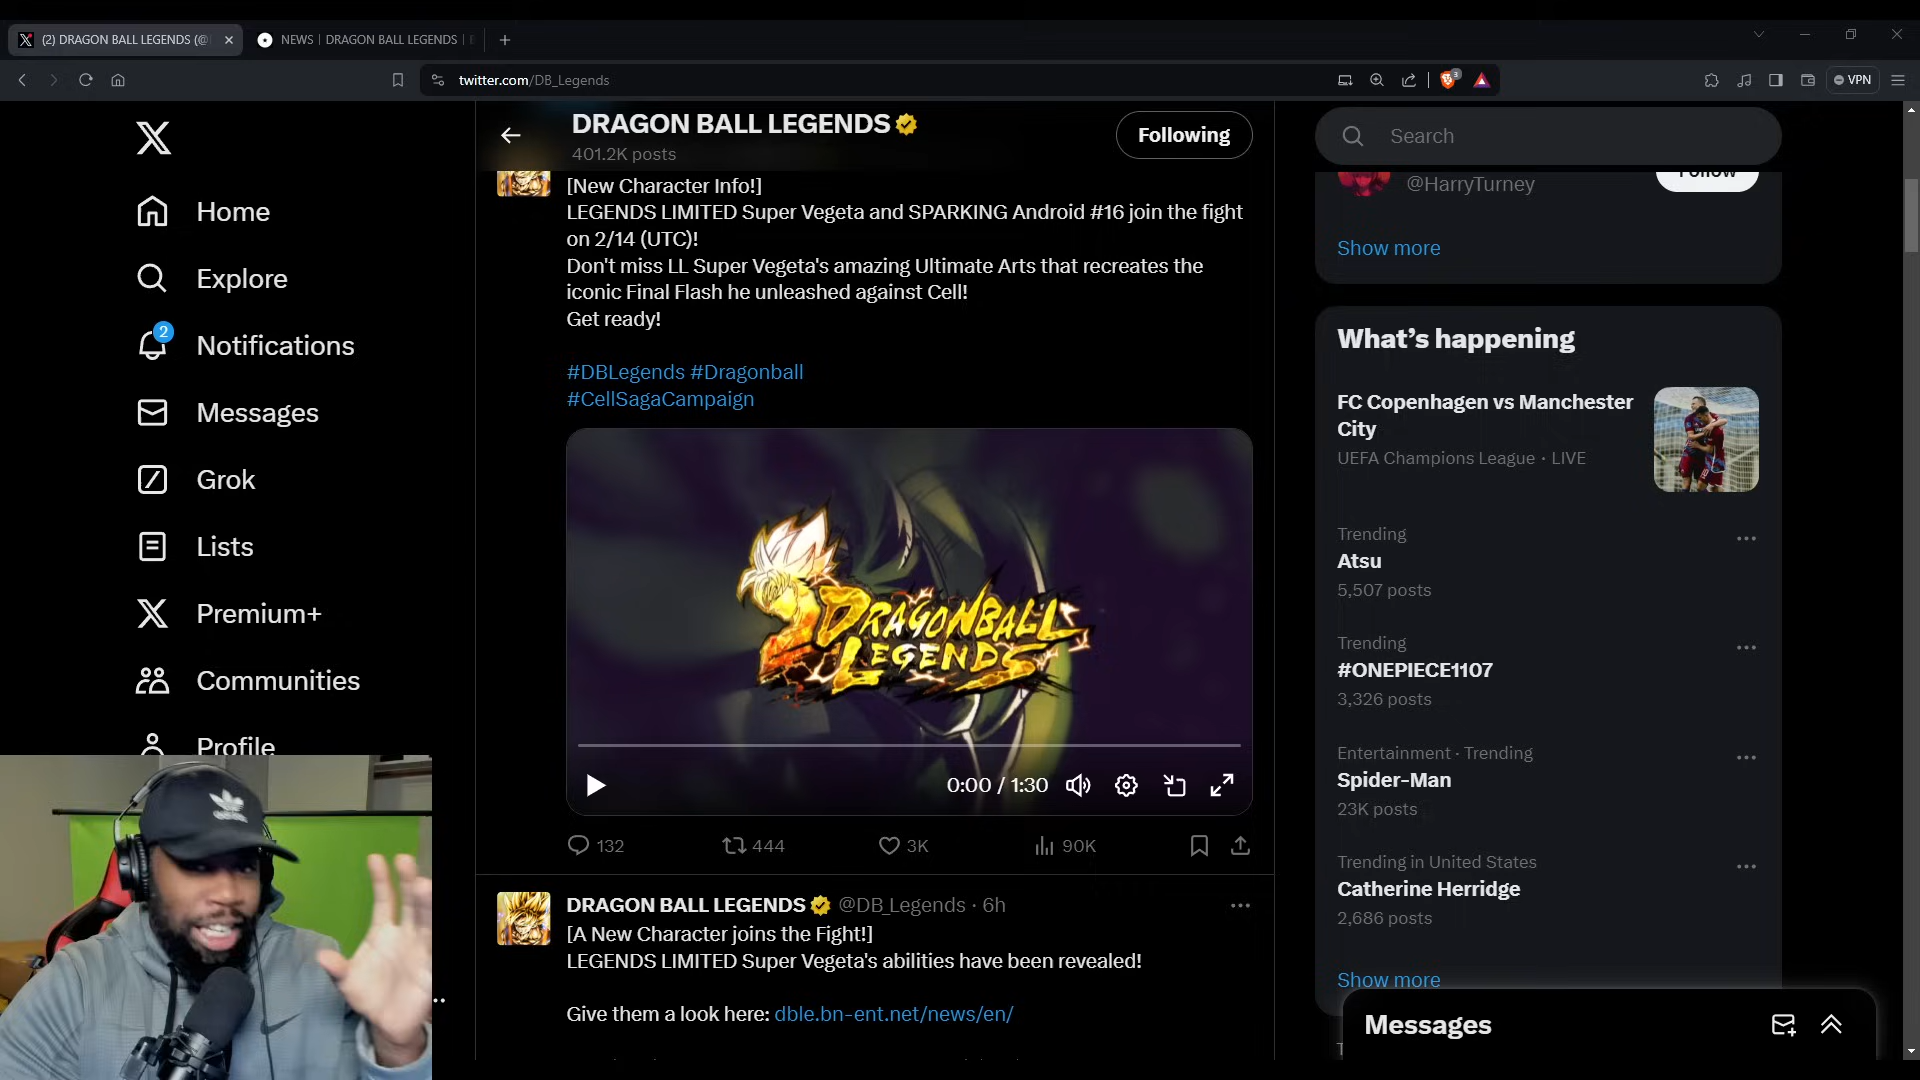 (2) DRAGON BALL LEGENDS (@
NEWS | DRAGON BALL LEGENDS |
twitter.com/DB_Legends
3
VPN
DRAGON BALL LEGENDS
401.2K posts
Following
Search
Home
Explore
2
Notifications
Messages
Grok
Lists
Premium+
Communities
Profile
[New Character Info!]
LEGENDS LIMITED Super Vegeta and SPARKING Android #16 join the fight
on 2/14 (UTC)!
Don't miss LL Super Vegeta's amazing Ultimate Arts that recreates the
iconic Final Flash he unleashed against Cell!
Get ready!
#DBLegends #Dragonball
#CellSagaCampaign
DRAGONBALL
LEGENDS
0:00 / 1:30
132
444
3K
90K
DRAGON BALL LEGENDS @DB_Legends · 6h
[A New Character joins the Fight!]
LEGENDS LIMITED Super Vegeta's abilities have been revealed!
Give them a look here: dble.bn-ent.net/news/en/
Follow
@HarryTurney
Show more
What's happening
FC Copenhagen vs Manchester
City
UEFA Champions League · LIVE
Trending
Atsu
5,507 posts
Trending
#ONEPIECE1107
3,326 posts
Entertainment · Trending
Spider-Man
23K posts
Trending in United States
Catherine Herridge
2,686 posts
Show more
Messages